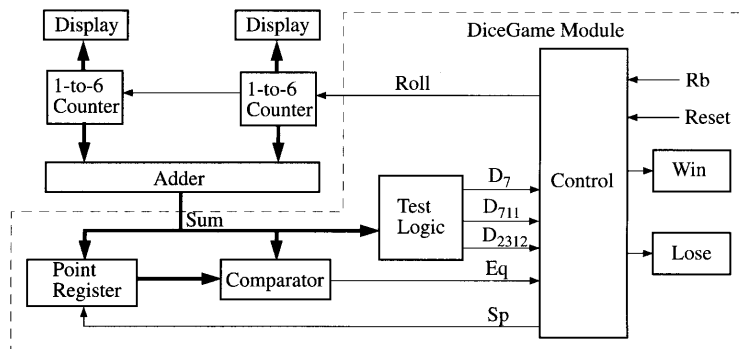 Display
Display
DiceGame Module
1-to-6
Counter
1-to-6
Counter
Roll
Rb
Reset
Adder
Control
Win
Sum
Test
Logic
D7
D711
D2312
Lose
Point
Register
Comparator
Eq
Sp